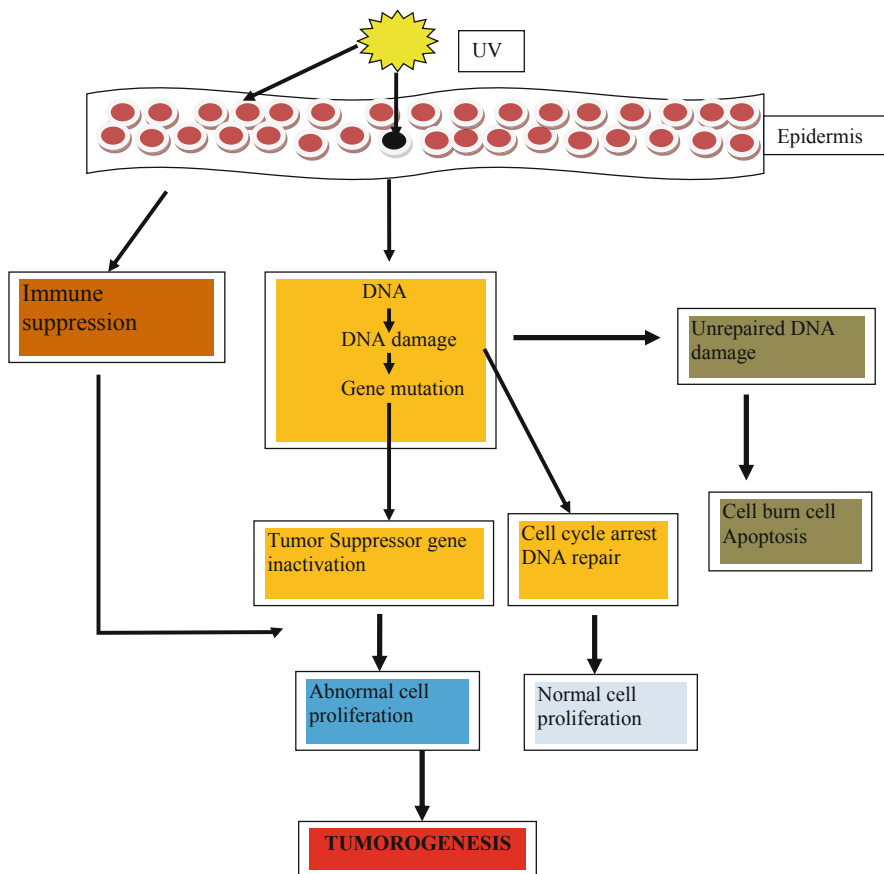 UV
Epidermis
Immune
suppression
DNA
DNA damage
Gene mutation
Unrepaired DNA
damage
Tumor Suppressor gene
inactivation
Cell cycle arrest
DNA repair
Cell burn cell
Apoptosis
Abnormal cell
proliferation
Normal cell
proliferation
TUMOROGENESIS